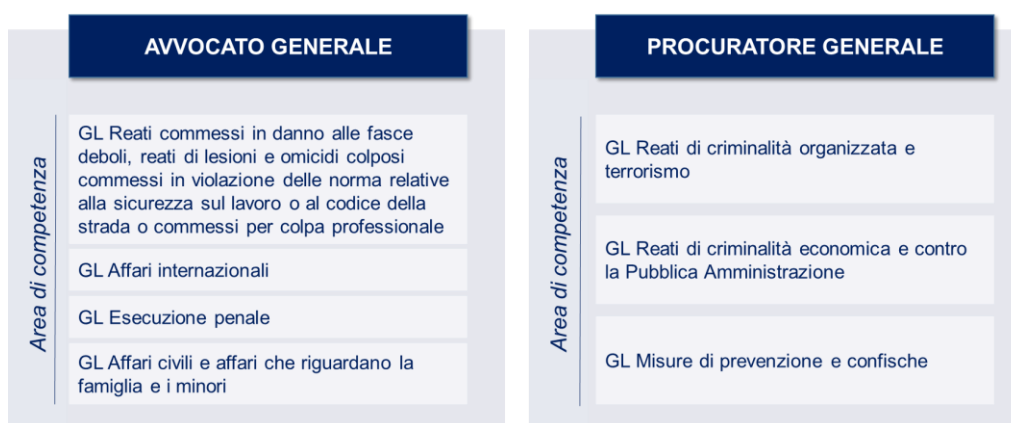 AVVOCATO GENERALE
Area di competenza
GL Reati commessi in danno alle fasce
deboli, reati di lesioni e omicidi colposi
commessi in violazione delle norma relative
alla sicurezza sul lavoro o al codice della
strada o commessi per colpa professionale
GL Affari internazionali
GL Esecuzione penale
GL Affari civili e affari che riguardano la
famiglia e i minori
PROCURATORE GENERALE
Area di competenza
GL Reati di criminalità organizzata e
terrorismo
GL Reati di criminalità economica e contro
la Pubblica Amministrazione
GL Misure di prevenzione e confische